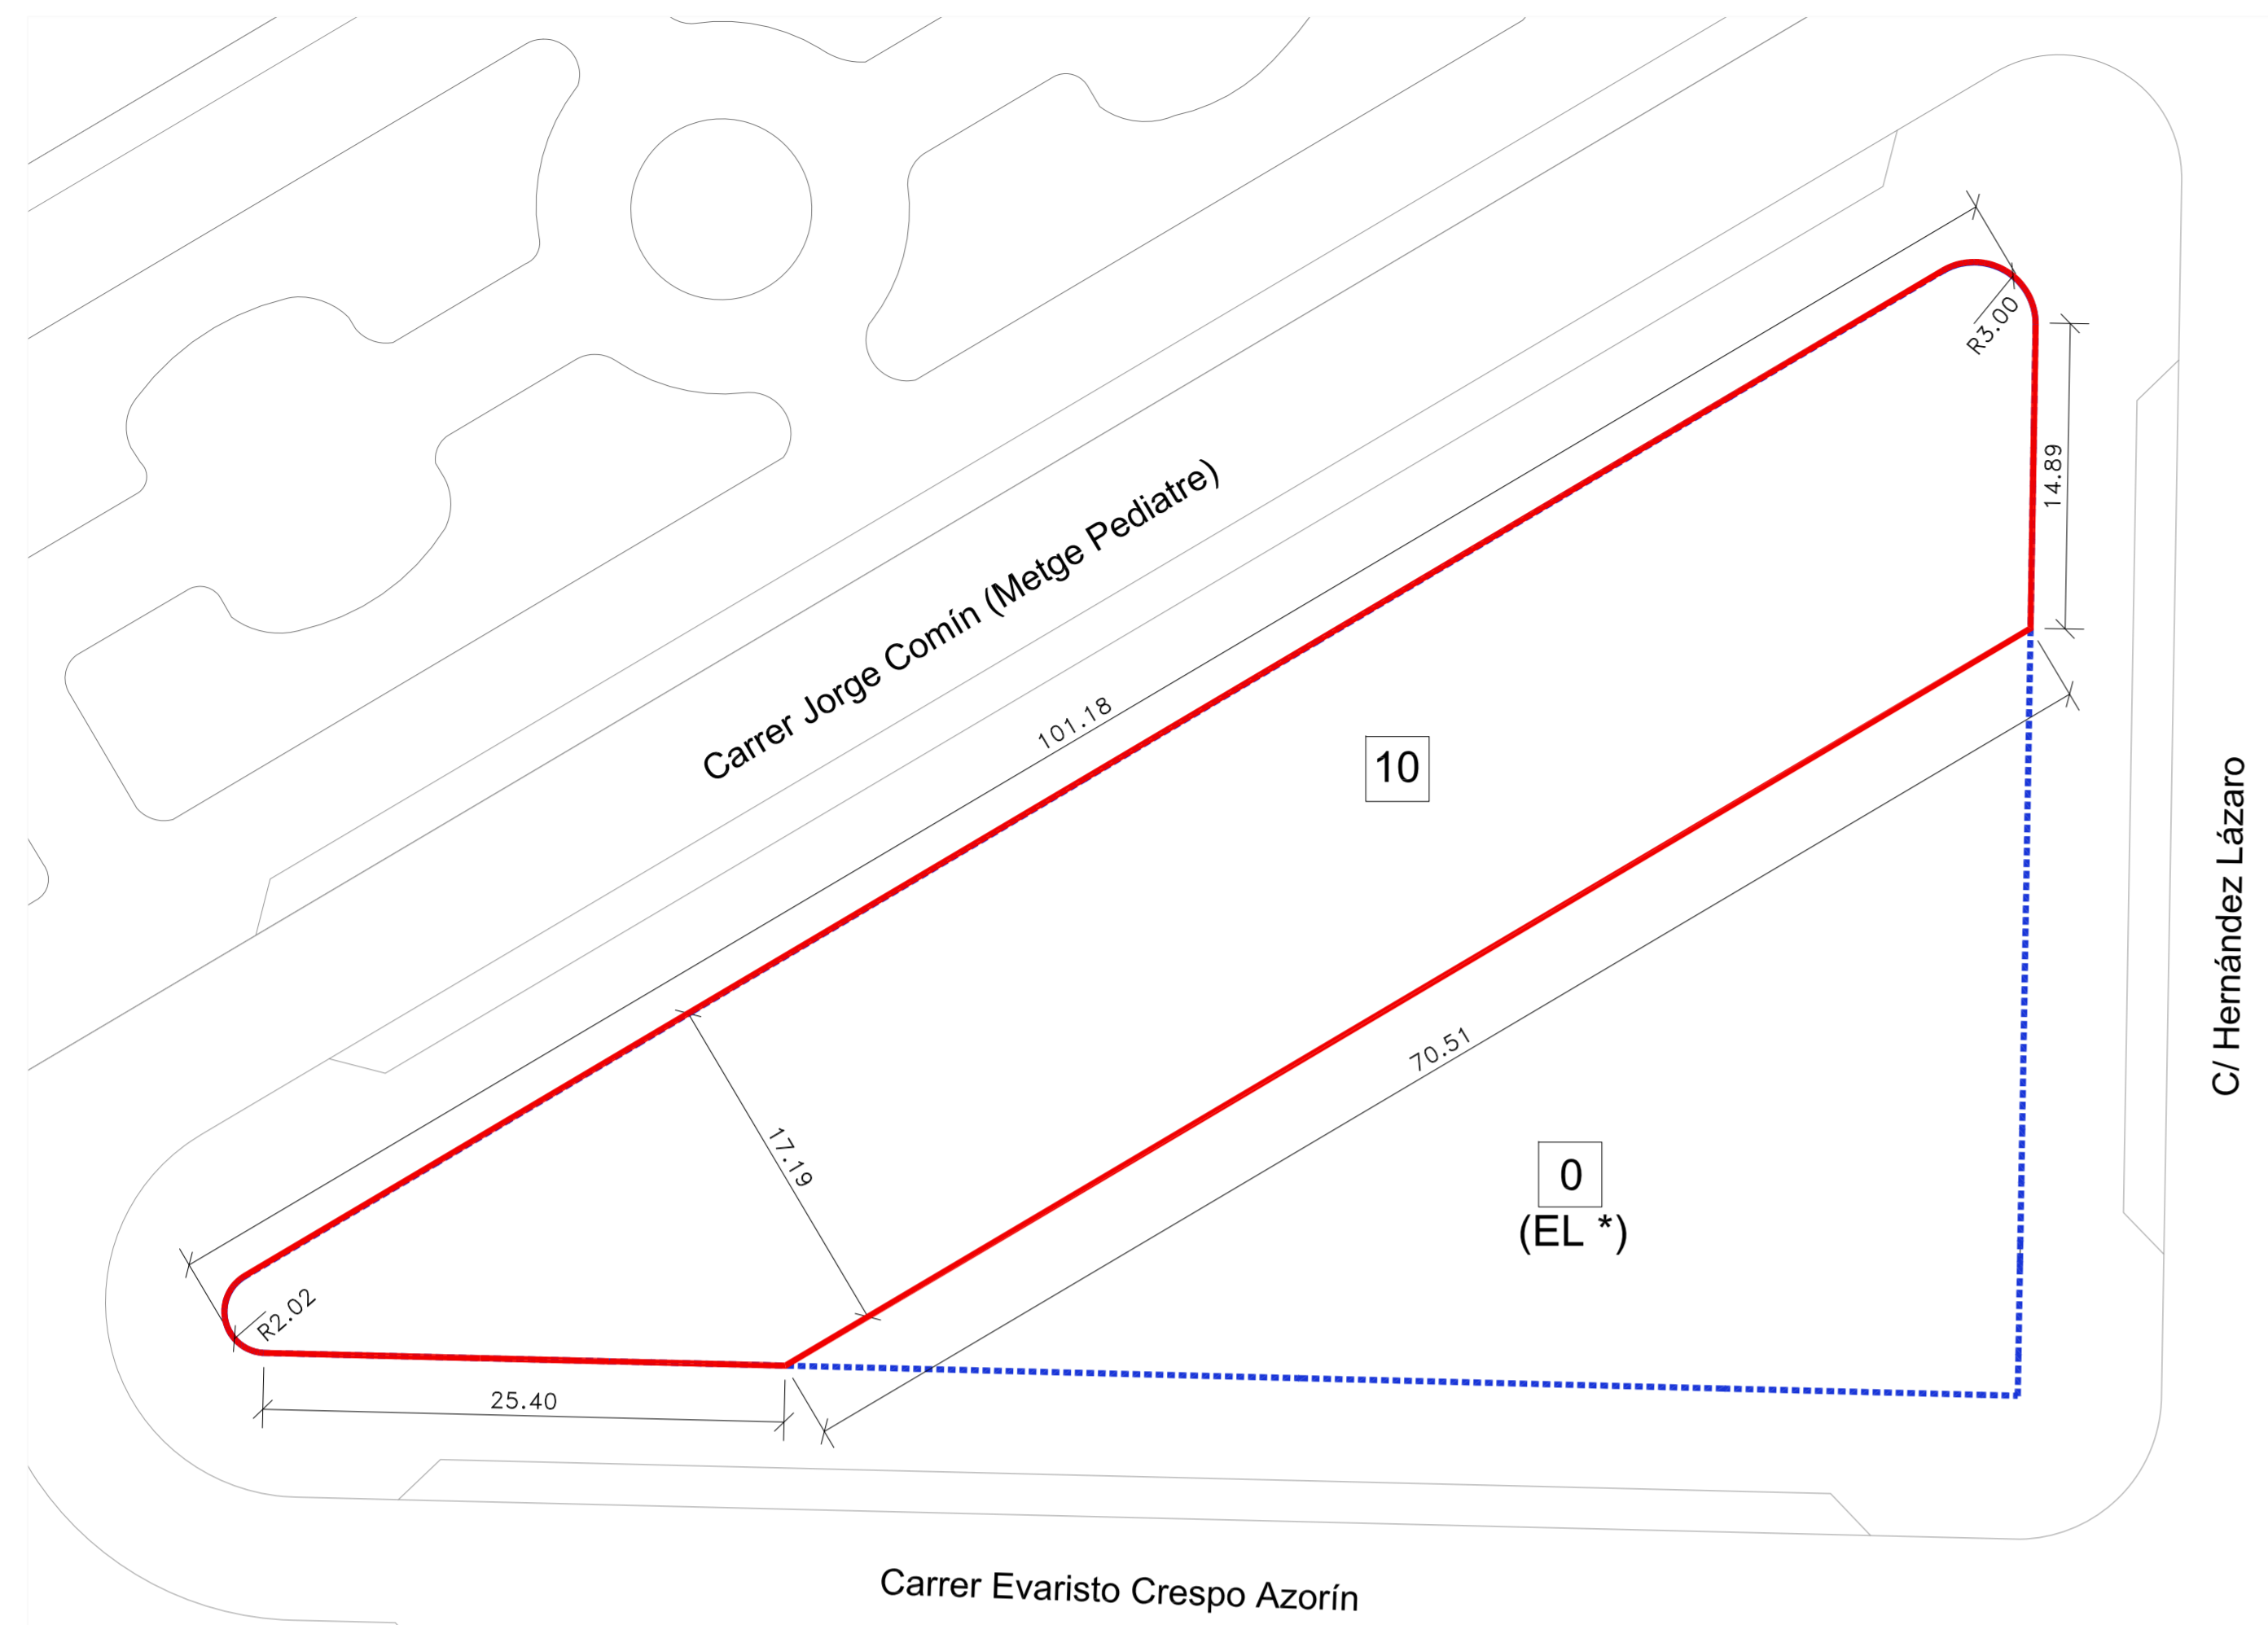 R3.00
14.89
Carrer Jorge Comín (Metge Pediatre)
101.18
10
C/ Hernández Lázaro
70.51
17.19
0
(EL *)
R2.02
25.40
Carrer Evaristo Crespo Azorín